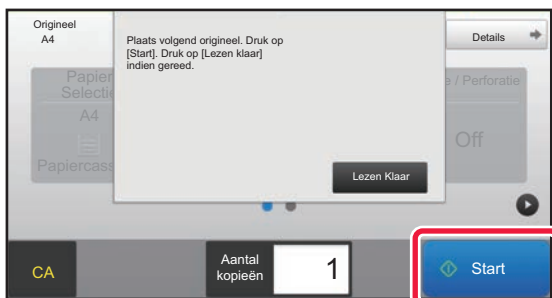 Origineel
A4
Plaats volgend origineel. Druk op
[Start]. Druk op [Lezen klaar]
indien gereed.
Details
Papier
Selectie
A4
Papiercass
e / Perforatie
Off
Lezen Klaar
CA
Aantal
kopieën
1
Start